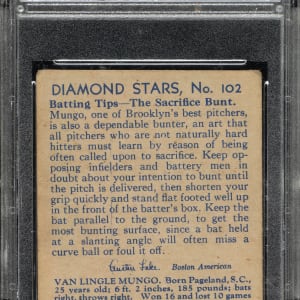 DIAMOND STARS, No. 102
Batting Tips—The Sacrifice Bunt.
Mungo, one of Brooklyn's best pitchers,
is also a dependable bunter, an art that
all pitchers who are not naturally hard
hitters must learn by reason of being
often called upon to sacrifice. Keep op-
posing infielders and battery men in
doubt about your intention to bunt until
the pitch is delivered, then shorten your
grip quickly and stand flat footed well up
in the front of the batter's box. Keep the
bat parallel to the ground, to get the
most bunting surface, since a bat held
at a slanting angle will often miss a
curve ball or foul it off.
Austen Lake. Boston American
VAN LINGLE MUNGO. Born Pageland, S.C.,
25 years old; 6 ft. 2 inches, 185 pounds; bats
right, throws right. Won 16 and lost 10 games